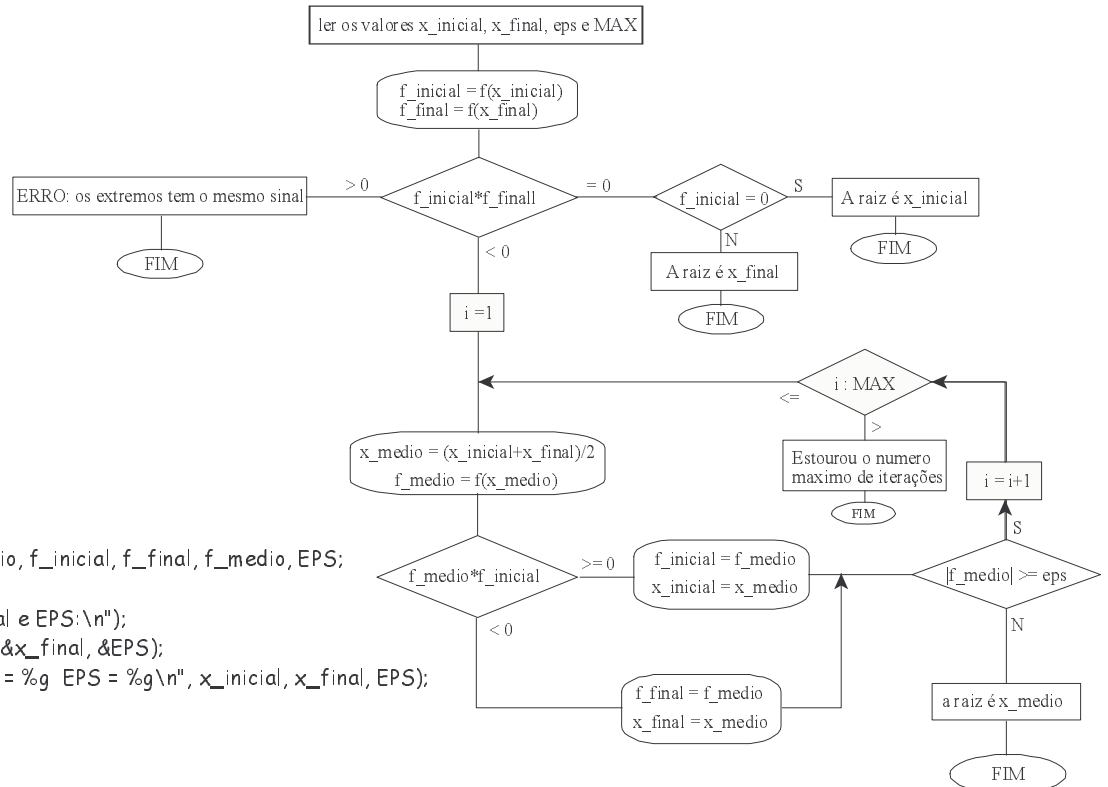 ler os valores x_inicial, x_final, eps e MAX
f_inicial = f(x_inicial)
f_final = f(x_final)
ERRO: os extremos tem o mesmo sinal
> 0
f_inicial*f_finall
= 0
f_inicial = 0
S
A raiz é x_inicial
FIM
FIM
N
A raiz é x_final
FIM
< 0
i =1
i : MAX
<=
>
Estourou o numero
maximo de iterações
FIM
i = i+1
x_medio = (x_inicial+x_final)/2
f_medio = f(x_medio)
f_medio*f_inicial
>= 0
f_inicial = f_medio
x_inicial = x_medio
S
|f_medio| >= eps
< 0
N
f_final = f_medio
x_final = x_medio
a raiz é x_medio
FIM
io, f_inicial, f_final, f_medio, EPS;
al e EPS:\n");
&x_final, &EPS);
= %g EPS = %g\n", x_inicial, x_final, EPS);